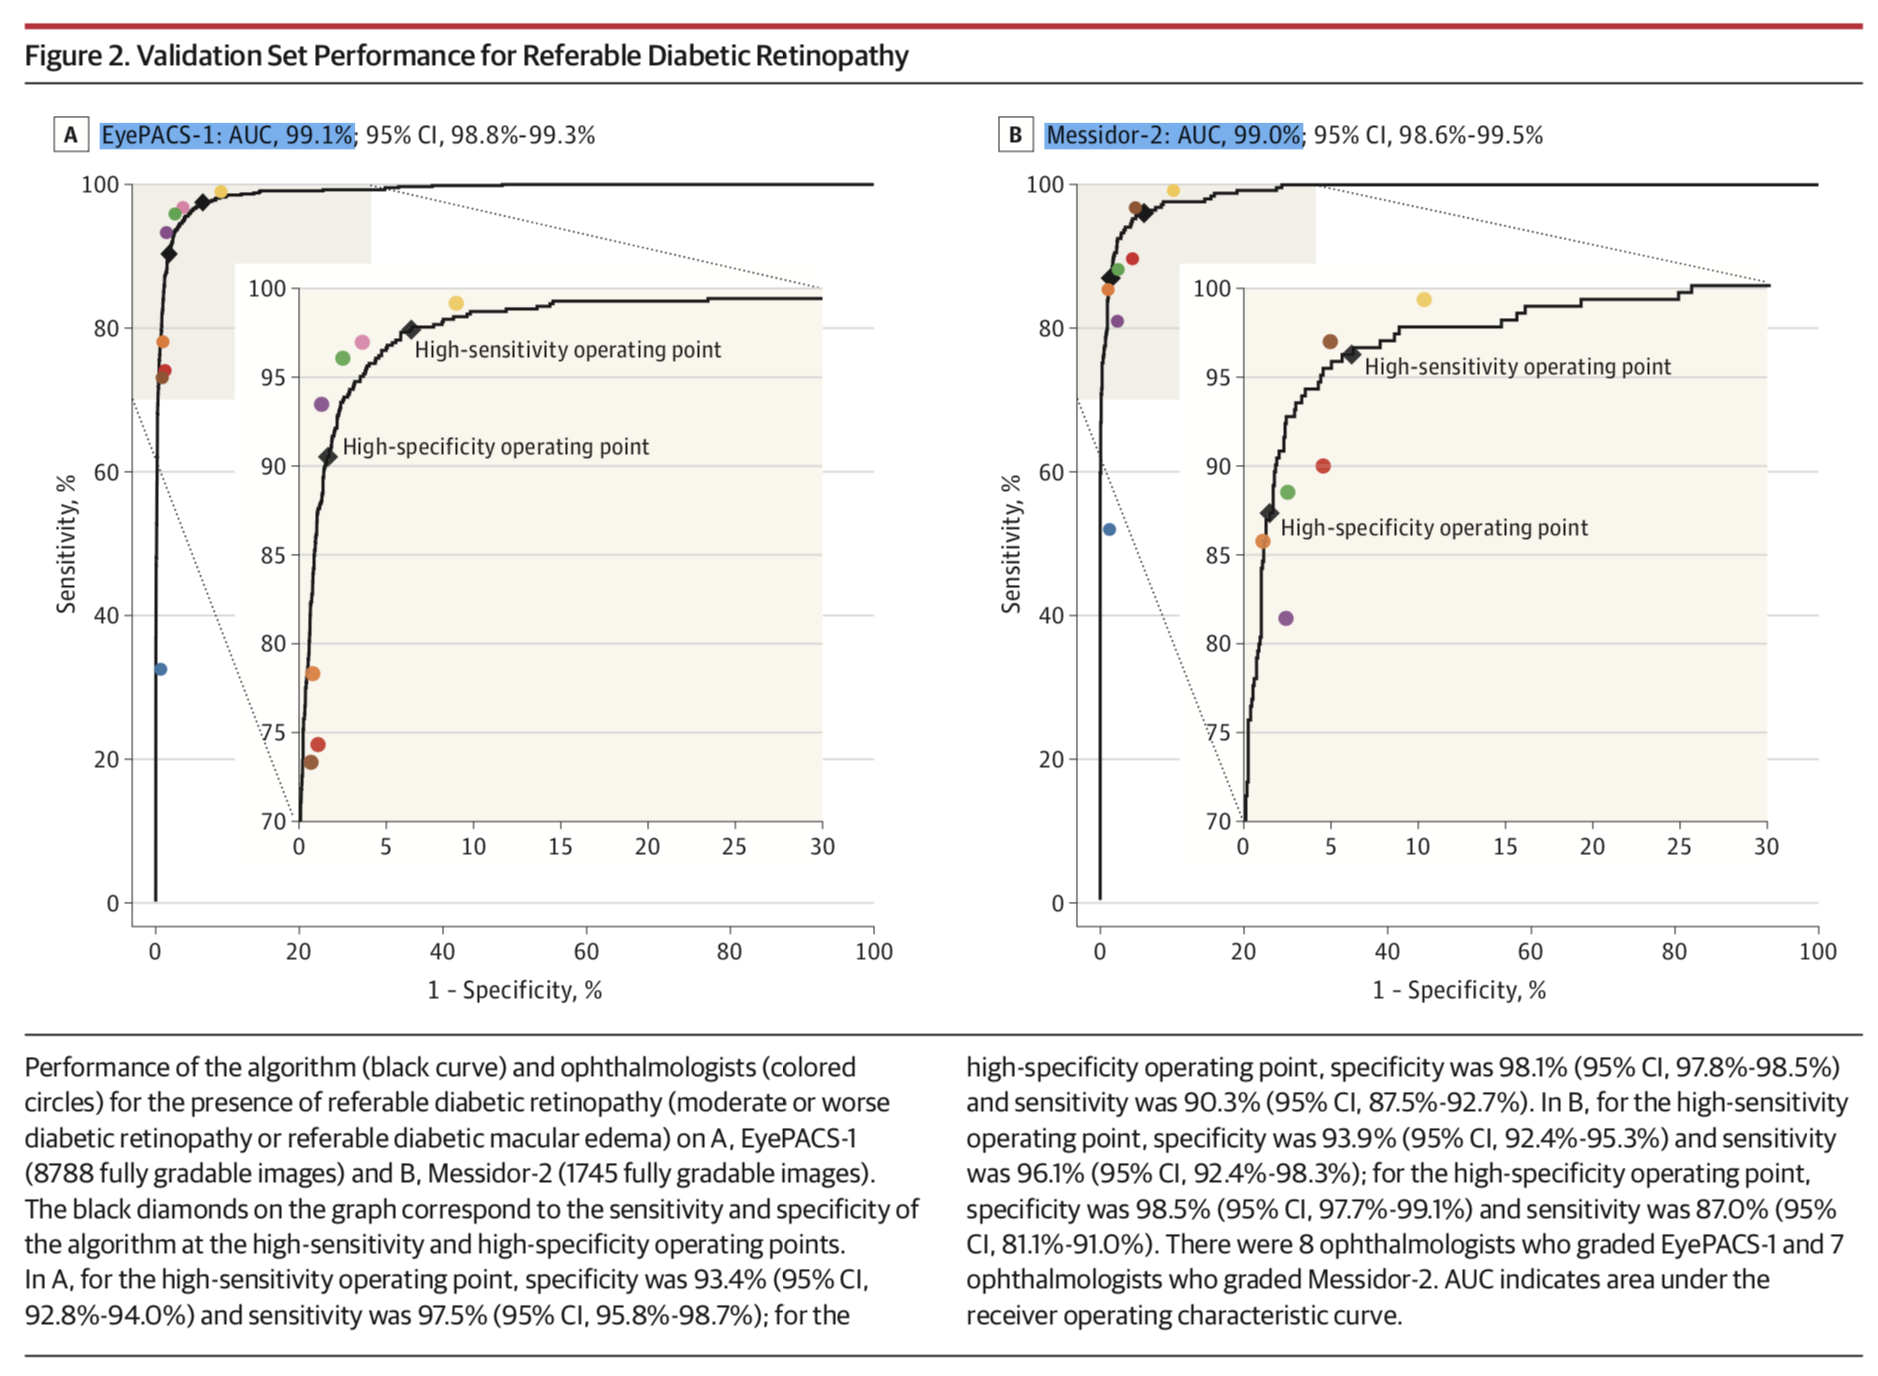 Figure 2. Validation Set Performance for Referable Diabetic Retinopathy
A EyePACS-1: AUC, 99.1%; 95% CI, 98.8%-99.3%
100
80
60
40
20
0
Sensitivity, %
0 20 40 60 80 100
1 – Specificity, %
100
95
90
85
80
75
70
0 5 10 15 20 25 30
High-sensitivity operating point
High-specificity operating point
B Messidor-2: AUC, 99.0%; 95% CI, 98.6%-99.5%
100
80
60
40
20
0
Sensitivity, %
0 20 40 60 80 100
1 – Specificity, %
100
95
90
85
80
75
70
0 5 10 15 20 25 30
High-sensitivity operating point
High-specificity operating point
Performance of the algorithm (black curve) and ophthalmologists (colored
circles) for the presence of referable diabetic retinopathy (moderate or worse
diabetic retinopathy or referable diabetic macular edema) on A, EyePACS-1
(8788 fully gradable images) and B, Messidor-2 (1745 fully gradable images).
The black diamonds on the graph correspond to the sensitivity and specificity of
the algorithm at the high-sensitivity and high-specificity operating points.
In A, for the high-sensitivity operating point, specificity was 93.4% (95% CI,
92.8%-94.0%) and sensitivity was 97.5% (95% CI, 95.8%-98.7%); for the
high-specificity operating point, specificity was 98.1% (95% CI, 97.8%-98.5%)
and sensitivity was 90.3% (95% CI, 87.5%-92.7%). In B, for the high-sensitivity
operating point, specificity was 93.9% (95% CI, 92.4%-95.3%) and sensitivity
was 96.1% (95% CI, 92.4%-98.3%); for the high-specificity operating point,
specificity was 98.5% (95% CI, 97.7%-99.1%) and sensitivity was 87.0% (95%
CI, 81.1%-91.0%). There were 8 ophthalmologists who graded EyePACS-1 and 7
ophthalmologists who graded Messidor-2. AUC indicates area under the
receiver operating characteristic curve.